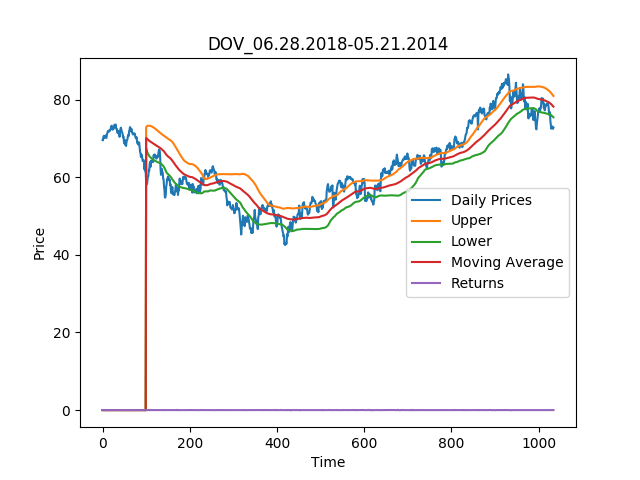 DOV_06.28.2018-05.21.2014
Price
80
60
40
20
0
Daily Prices
Upper
Lower
Moving Average
Returns
0 200 400 600 800 1000
Time